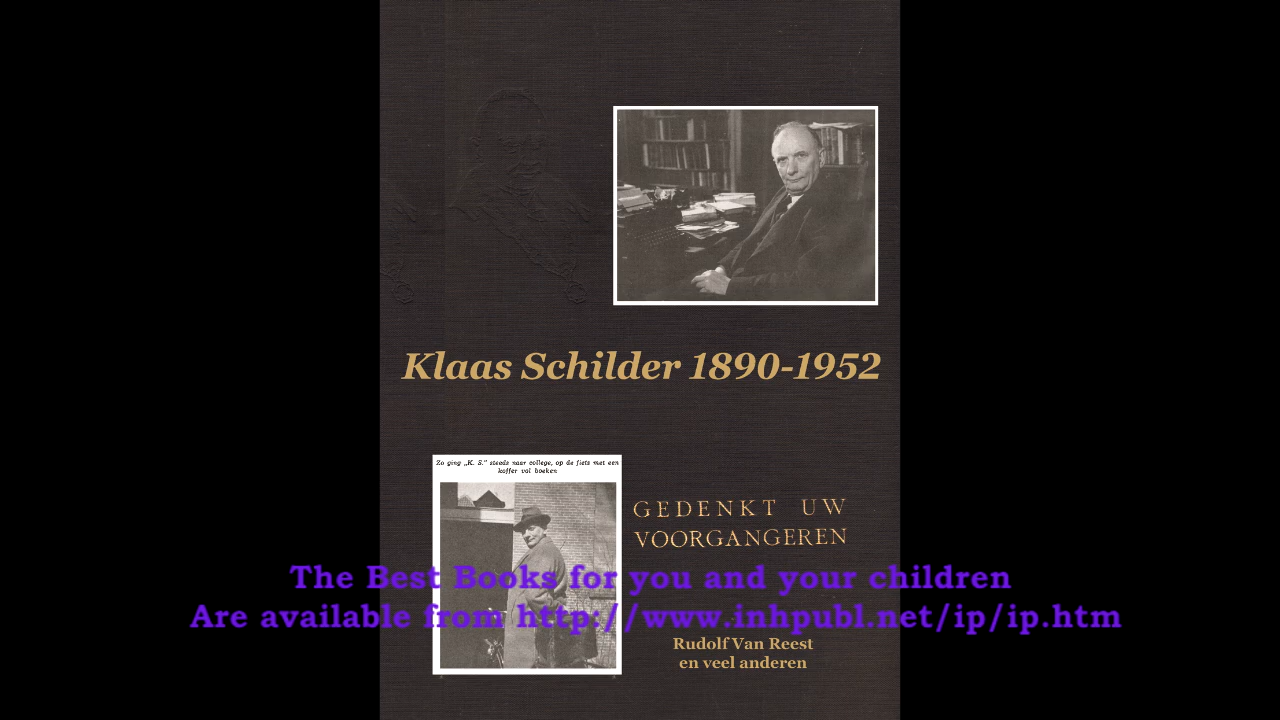 Klaas Schilder 1890-1952
Zo ging „K. S.” steeds naar college, op de fiets met een
koffer vol boeken
GEDENKT UW
VOORGANGEREN
The Best Books for you and your children
Are available from http://www.inhpubl.net/ip/ip.htm
Rudolf Van Reest
en veel anderen